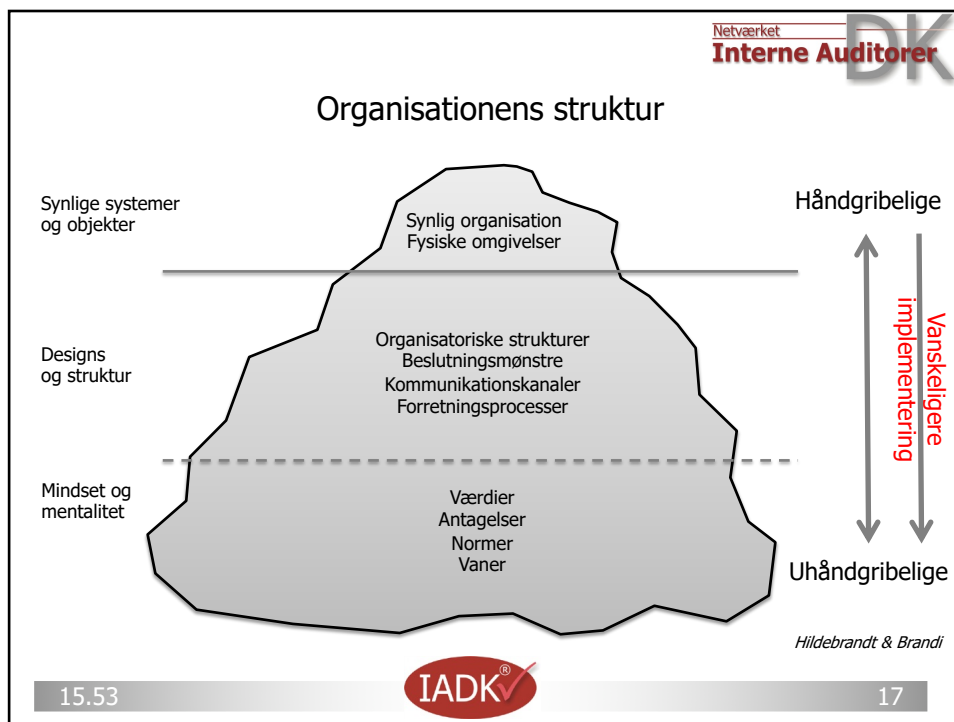 Netværket
Interne Auditorer
DK
Organisationens struktur
Synlige systemer
og objekter
Synlig organisation
Fysiske omgivelser
Håndgribelige
Designs
og struktur
Organisatoriske strukturer
Beslutningsmønstre
Kommunikationskanaler
Forretningsprocesser
Vanskeligere
implementering
Mindset og
mentalitet
Værdier
Antagelser
Normer
Vaner
Uhåndgribelige
Hildebrandt & Brandi
15.53
IADK®
17